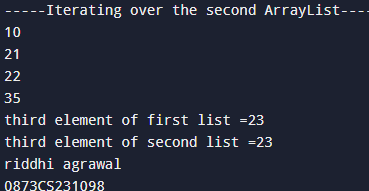 -----Iterating over the second ArrayList----
10
21
22
35
third element of first list =23
third element of second list =23
riddhi agrawal
0873CS231098